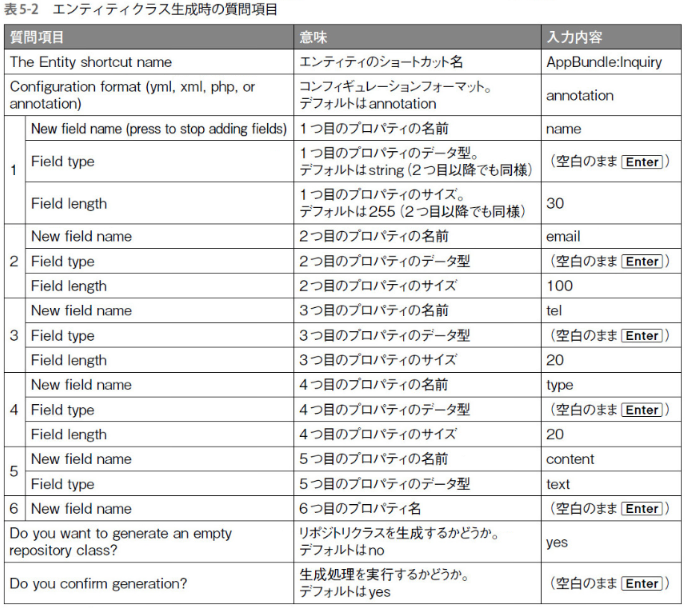 表5-2 エンティティクラス生成時の質問項目
質問項目 意味 入力内容
The Entity shortcut name エンティティのショートカット名 AppBundle:Inquiry
Configuration format (yml, xml, php, or
annotation)
コンフィギュレーションフォーマット。
デフォルトはannotation
annotation
1
New field name (press to stop adding fields) 1つ目のプロパティの名前 name
Field type
1つ目のプロパティのデータ型。
デフォルトはstring（2つ目以降でも同様）
（空白のまま Enter ）
Field length
1つ目のプロパティのサイズ。
デフォルトは255（2つ目以降でも同様）
30
2
New field name 2つ目のプロパティの名前 email
Field type 2つ目のプロパティのデータ型 （空白のまま Enter ）
Field length 2つ目のプロパティのサイズ 100
3
New field name 3つ目のプロパティの名前 tel
Field type 3つ目のプロパティのデータ型 （空白のまま Enter ）
Field length 3つ目のプロパティのサイズ 20
4
New field name 4つ目のプロパティの名前 type
Field type 4つ目のプロパティのデータ型 （空白のまま Enter ）
Field length 4つ目のプロパティのサイズ 20
5
New field name 5つ目のプロパティの名前 content
Field type 5つ目のプロパティのデータ型 text
6 New field name 6つ目のプロパティ名 （空白のまま Enter ）
Do you want to generate an empty
repository class?
リポジトリクラスを生成するかどうか。
デフォルトはno
yes
Do you confirm generation?
生成処理を実行するかどうか。
デフォルトはyes
（空白のまま Enter ）